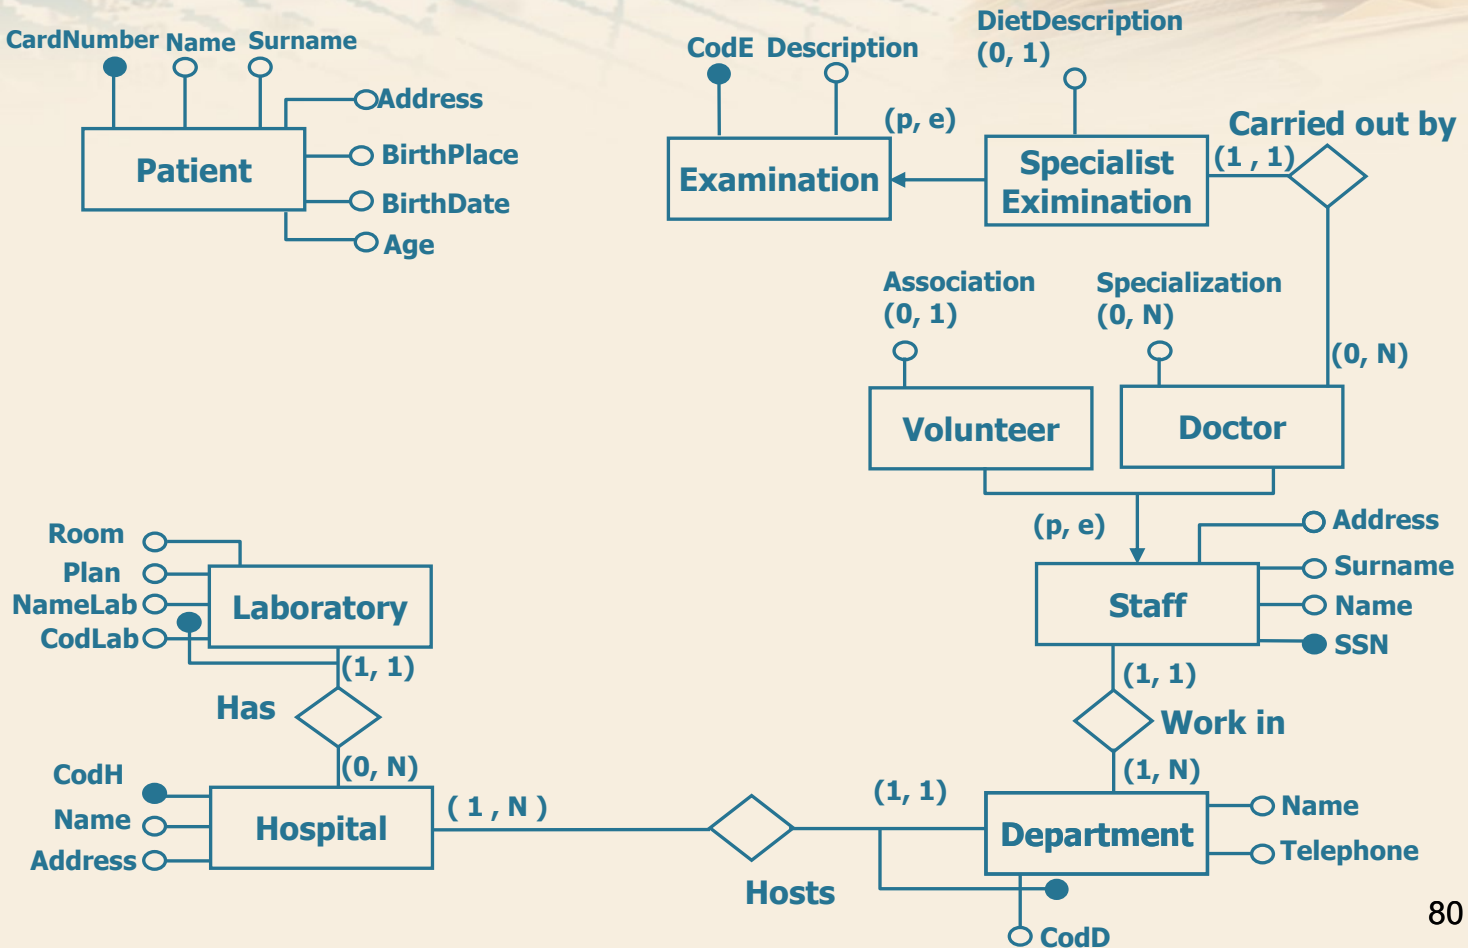 CardNumber Name Surname
Address
BirthPlace
BirthDate
Age
Patient
CodE Description
(p, e)
Examination
DietDescription
(0, 1)
Specialist
Eximination
Carried out by
(1 , 1)
(0, N)
Association
(0, 1)
Specialization
(0, N)
Volunteer
Doctor
(p, e)
Address
Surname
Name
SSN
Staff
(1, 1)
Work in
(1, N)
Room
Plan
NameLab
CodLab
Laboratory
(1, 1)
Has
(0, N)
CodH
Name
Address
Hospital
( 1 , N )
Hosts
(1, 1)
Department
Name
Telephone
CodD
80